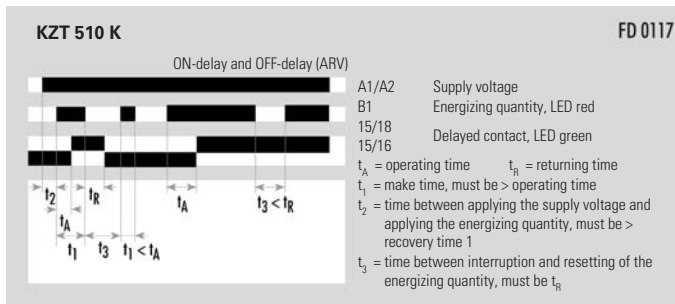 KZT 510 K
FD 0117
ON-delay and OFF-delay (ARV)
A1/A2 Supply voltage
B1 Energizing quantity, LED red
15/18
15/16 Delayed contact, LED green
tA = operating time tR = returning time
t1 = make time, must be > operating time
t2 = time between applying the supply voltage and
applying the energizing quantity, must be >
recovery time 1
t3 = time between interruption and resetting of the
energizing quantity, must be tR
t2 tR tA t3 < tR
tA
t1 t3 t1 < tA